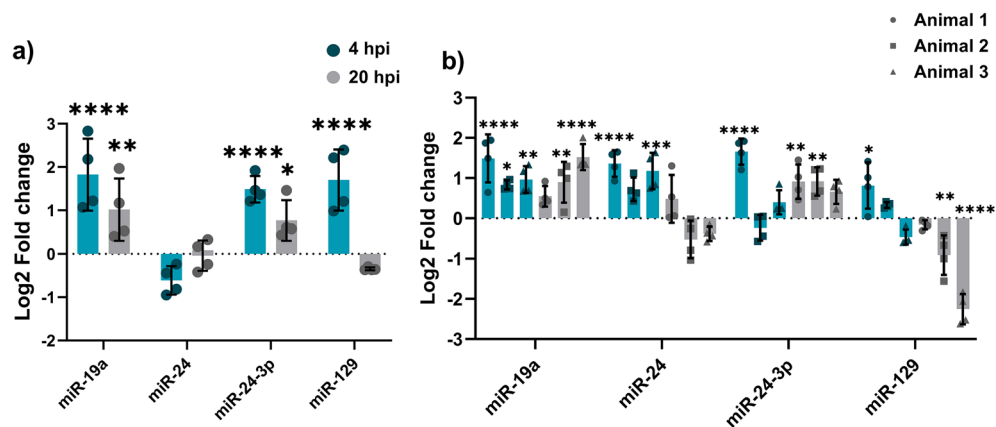 a)
4 hpi
20 hpi
Log2 Fold change
3
2
1
0
-1
-2
****
**
****
*
****
miR-19a
miR-24
miR-24-3p
miR-129
b)
Animal 1
Animal 2
Animal 3
Log2 Fold change
3
2
1
0
-1
-2
-3
****
*
**
**
****
****
***
****
**
**
*
**
****
miR-19a
miR-24
miR-24-3p
miR-129